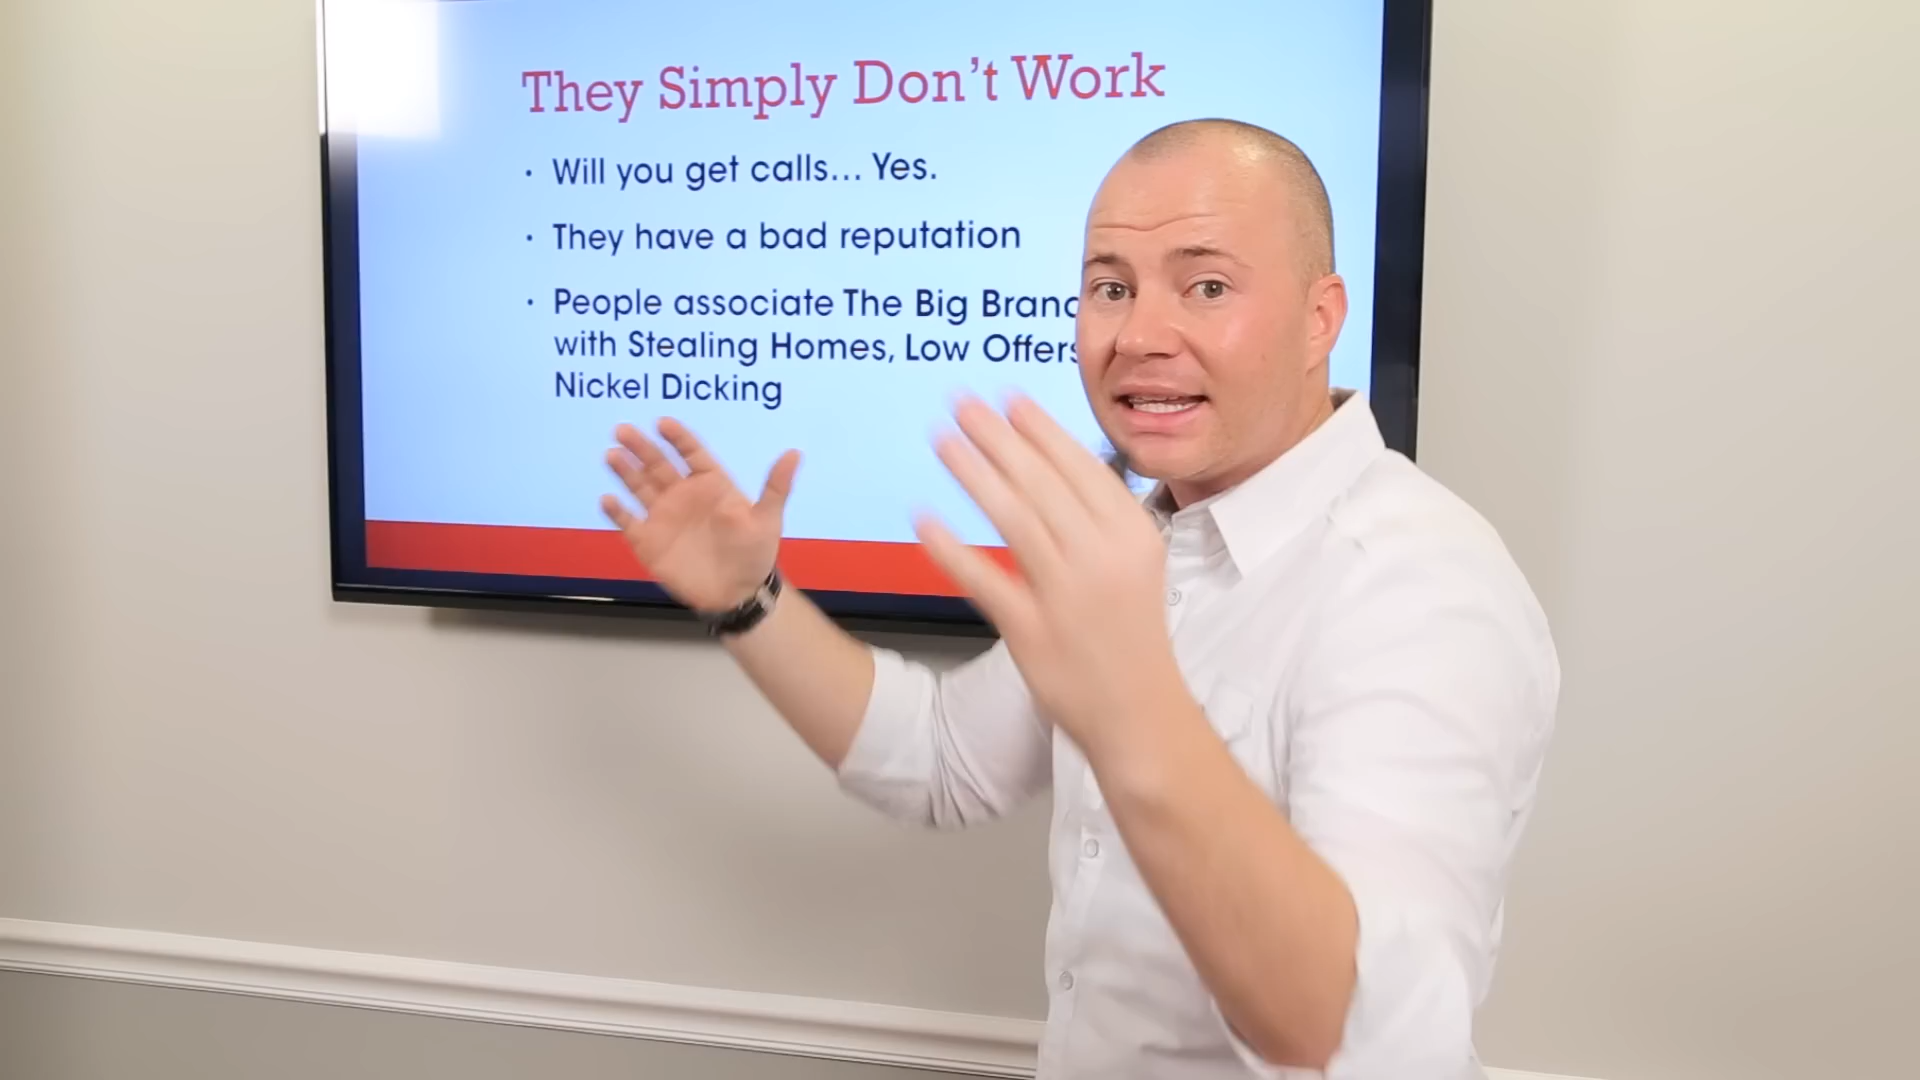 They Simply Don't Work
• Will you get calls... Yes.
• They have a bad reputation
• People associate The Big Brand
with Stealing Homes, Low Offers
Nickel Dicking